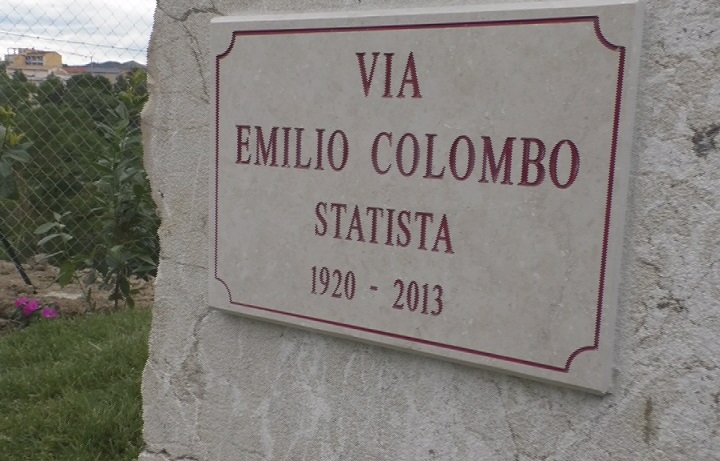 VIA
EMILIO COLOMBO
STATISTA
1920 - 2013